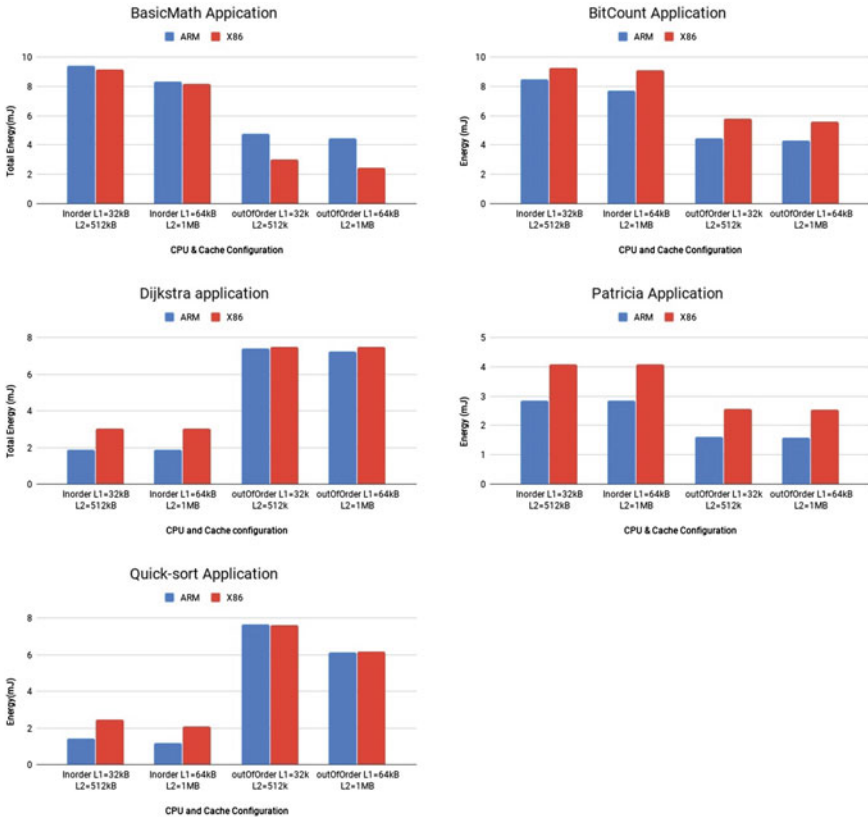 BasicMath Appication
ARM X86
10
8
6
4
2
0
Total Energy(mJ)
Inorder L1=32kB Inorder L1=64kB outOfOrder L1=32k outOfOrder L1=64kB
L2=512kB L2=1MB L2=512k L2=1MB
CPU & Cache Configuration
BitCount Application
ARM X86
10
8
6
4
2
0
Energy (mJ)
Inorder L1=32kB Inorder L1=64kB outOfOrder L1=32k outOfOrder L1=64kB
L2=512kB L2=1MB L2=512k L2=1MB
CPU and Cache Configuration
Dijkstra application
ARM X86
8
6
4
2
0
Total Energy (mJ)
Inorder L1=32kB Inorder L1=64kB outOfOrder L1=32k outOfOrder L1=64kB
L2=512kB L2=1MB L2=512k L2=1MB
CPU and Cache configuration
Patricia Application
ARM X86
5
4
3
2
1
0
Energy (mJ)
Inorder L1=32kB Inorder L1=64kB outOfOrder L1=32k outOfOrder L1=64kB
L2=512kB L2=1MB L2=512k L2=1MB
CPU & Cache Configuration
Quick-sort Application
ARM X86
8
6
4
2
0
Energy(mJ)
Inorder L1=32kB Inorder L1=64kB outOfOrder L1=32k outOfOrder L1=64kB
L2=512kB L2=1MB L2=512k L2=1MB
CPU and Cache Configuration